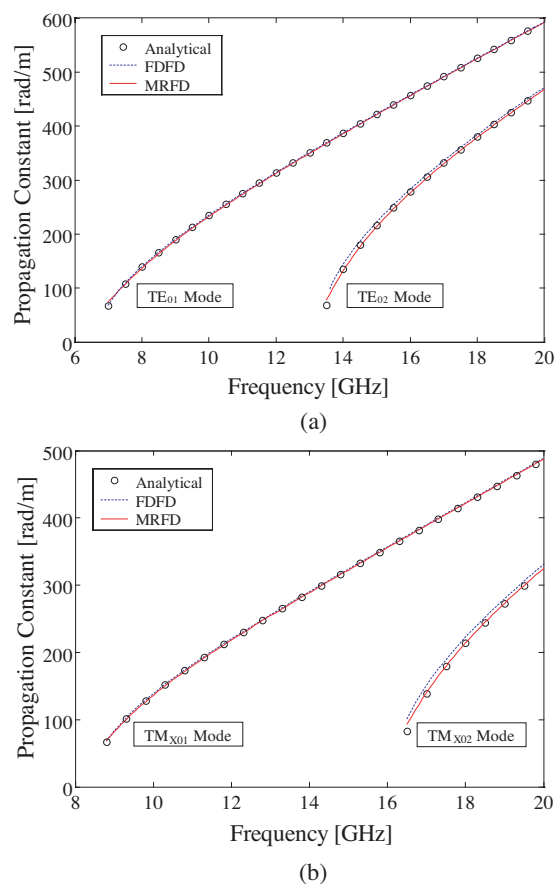 600
500
400
300
200
100
0
Propagation Constant [rad/m]
Analytical
FDFD
MRFD
TE01 Mode
TE02 Mode
6 8 10 12 14 16 18 20
Frequency [GHz]
(a)
500
400
300
200
100
0
Propagation Constant [rad/m]
Analytical
FDFD
MRFD
TMX01 Mode
TMX02 Mode
8 10 12 14 16 18 20
Frequency [GHz]
(b)